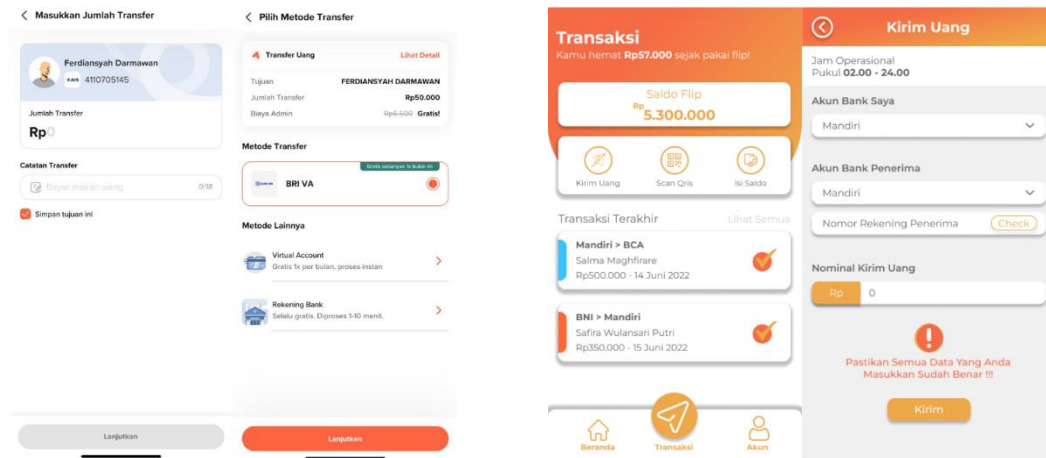 Masukkan Jumlah Transfer
Ferdiansyah Darmawan
4110705145
Jumlah Transfer
Rp0
Catatan Transfer
Bayar makan siang
0/18
Simpan tujuan ini
Lanjutkan
Pilih Metode Transfer
Transfer Uang
Lihat Detail
Tujuan
FERDIANSYAH DARMAWAN
Jumlah Transfer
Rp50.000
Biaya Admin
Rp6.500 Gratis!
Metode Transfer
BRI VA
Metode Lainnya
Virtual Account
Gratis 1x per bulan, proses instan
Rekening Bank
Selalu gratis. Diproses 1-10 menit.
Lanjutkan
Transaksi
Kamu hemat Rp57.000 sejak pakai flip!
Saldo Flip
Rp 5.300.000
Kirim Uang
Scan Qris
Isi Saldo
Transaksi Terakhir
Lihat Semua
Mandiri > BCA
Salma Maghfirare
Rp500.000 - 14 Juni 2022
BNI > Mandiri
Safira Wulansari Putri
Rp350.000 - 15 Juni 2022
Beranda
Transaksi
Akun
Kirim Uang
Jam Operasional
Pukul 02.00 - 24.00
Akun Bank Saya
Mandiri
Akun Bank Penerima
Mandiri
Nomor Rekening Penerima
Check
Nominal Kirim Uang
Rp
0
Pastikan Semua Data Yang Anda
Masukkan Sudah Benar !!!
Kirim